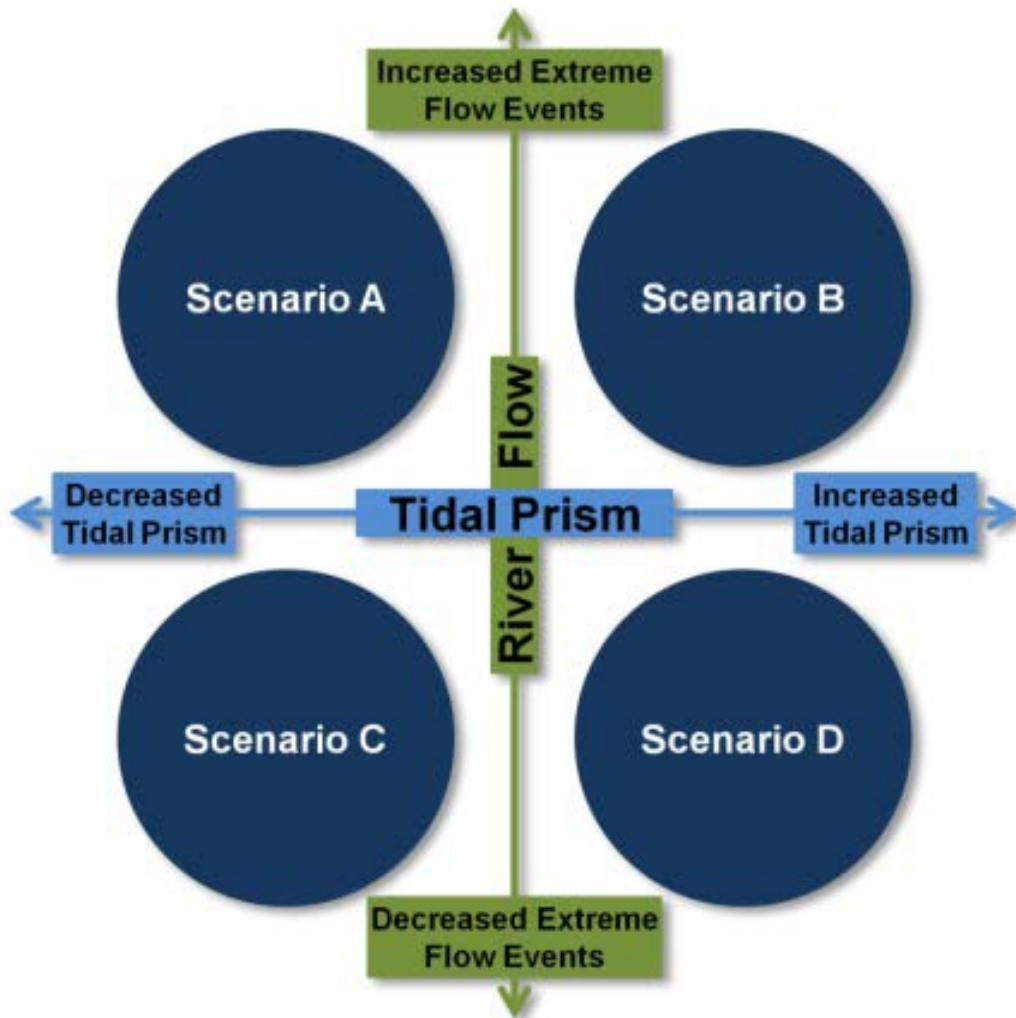 Increased Extreme
Flow Events
Scenario A
Scenario B
River Flow
Decreased
Tidal Prism
Tidal Prism
Increased
Tidal Prism
Scenario C
Scenario D
Decreased Extreme
Flow Events